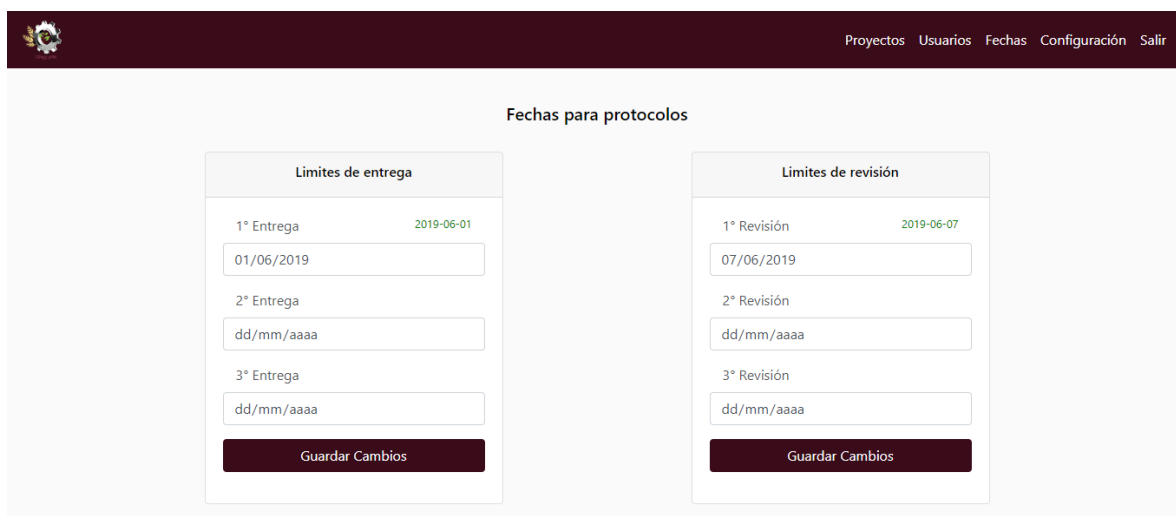 Proyectos Usuarios Fechas Configuración Salir
Fechas para protocolos
Limites de entrega
1° Entrega 2019-06-01
01/06/2019
2° Entrega
dd/mm/aaaa
3° Entrega
dd/mm/aaaa
Guardar Cambios
Limites de revisión
1° Revisión 2019-06-07
07/06/2019
2° Revisión
dd/mm/aaaa
3° Revisión
dd/mm/aaaa
Guardar Cambios